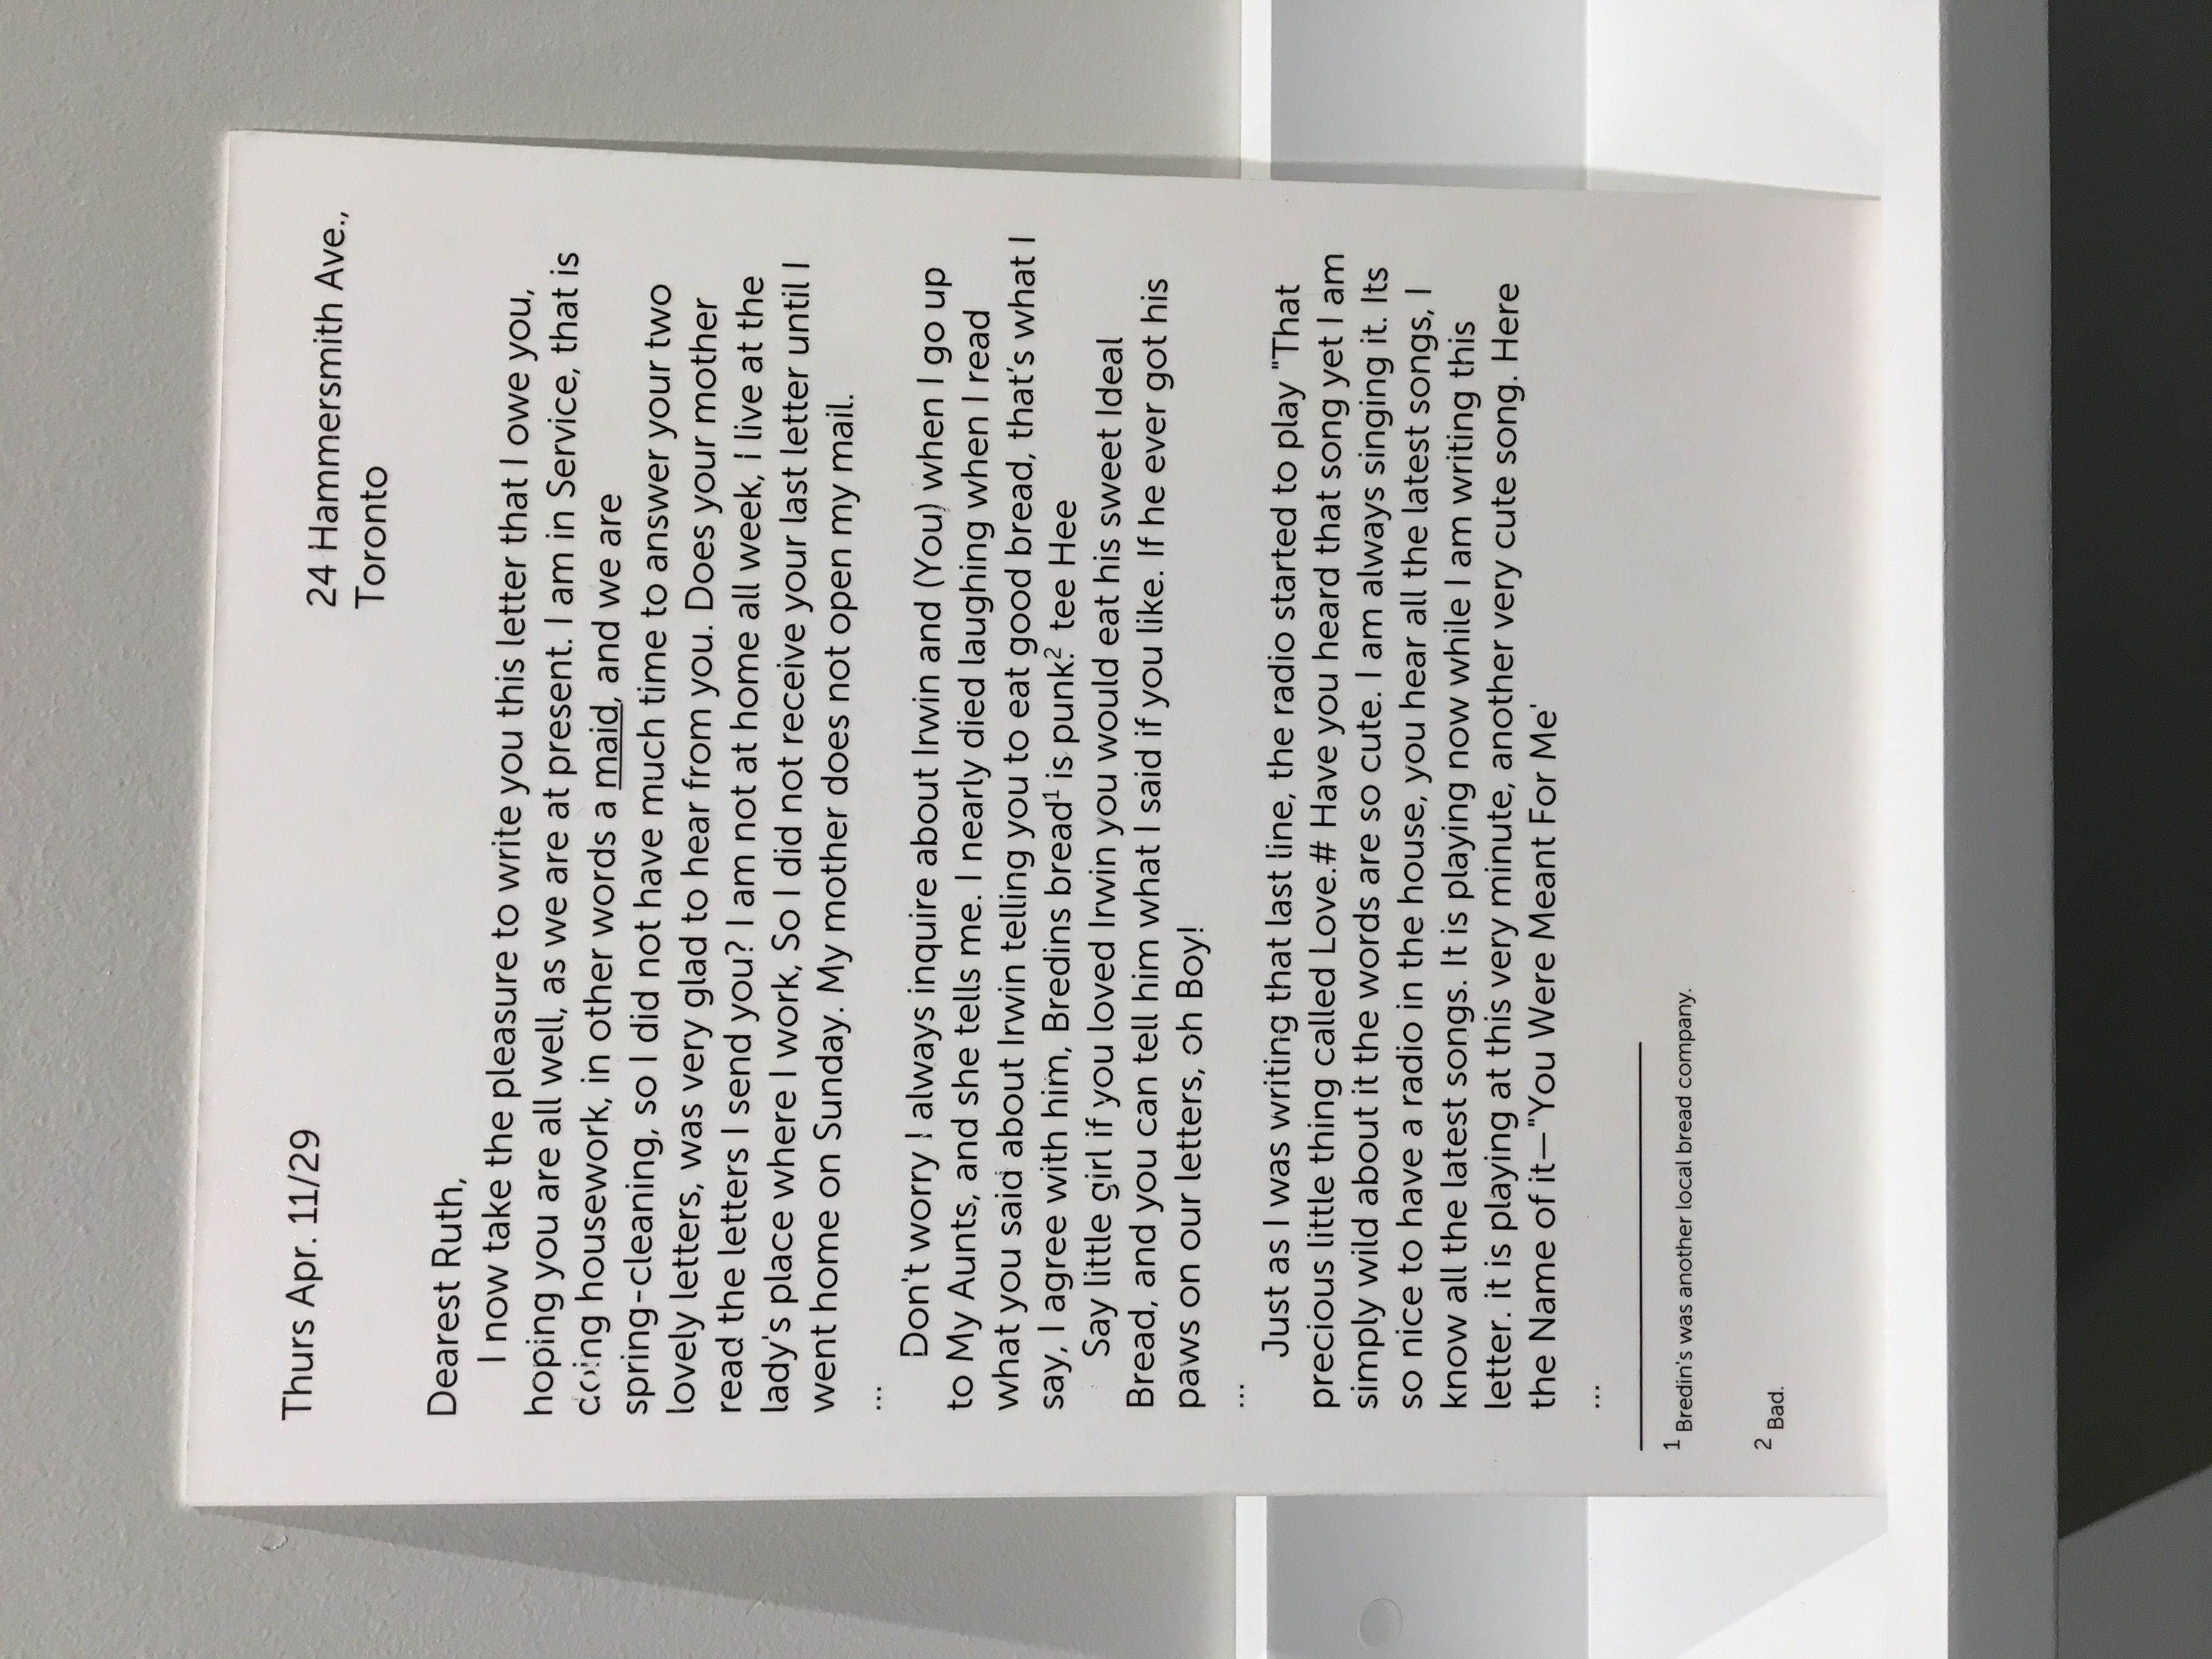 Thurs Apr. 11/29
24 Hammersmith Ave.,
Toronto
Dearest Ruth,
I now take the pleasure to write you this letter that I owe you,
hoping you are all well, as we are at present. I am in Service, that is
doing housework, in other words a maid, and we are
spring-cleaning, so I did not have much time to answer your two
lovely letters, was very glad to hear from you. Does your mother
read the letters I send you? I am not at home all week, I live at the
lady's place where I work, So I did not receive your last letter until I
went home on Sunday. My mother does not open my mail.
...
Don't worry I always inquire about Irwin and (You) when I go up
to My Aunts, and she tells me. I nearly died laughing when I read
what you said about Irwin telling you to eat good bread, that's what I
say, I agree with him, Bredins bread¹ is punk.² tee Hee
Say little girl if you loved Irwin you would eat his sweet Ideal
Bread, and you can tell him what I said if you like. If he ever got his
paws on our letters, oh Boy!
...
Just as I was writing that last line, the radio started to play "That
precious little thing called Love.# Have you heard that song yet I am
simply wild about it the words are so cute. I am always singing it. Its
so nice to have a radio in the house, you hear all the latest songs, I
know all the latest songs. It is playing now while I am writing this
letter. it is playing at this very minute, another very cute song. Here
the Name of it—"You Were Meant For Me'
...
¹ Bredin's was another local bread company.
² Bad.